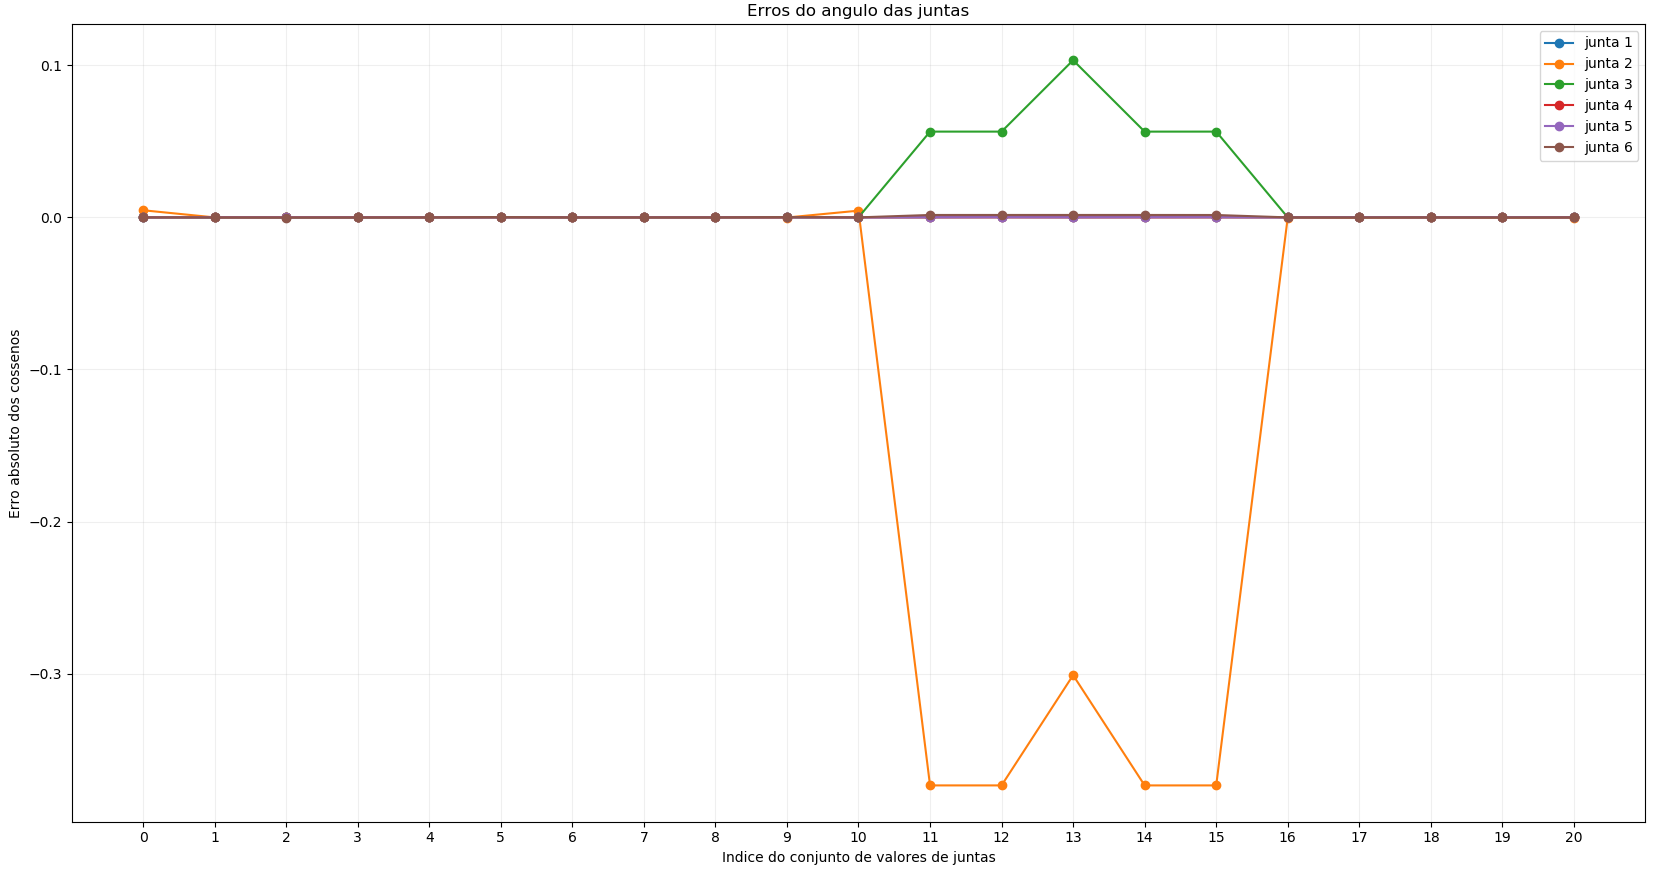 Erros do angulo das juntas
junta 1
junta 2
junta 3
junta 4
junta 5
junta 6
0.1
0.0
−0.1
−0.2
−0.3
Erro absoluto dos cossenos
0 1 2 3 4 5 6 7 8 9 10 11 12 13 14 15 16 17 18 19 20
Indice do conjunto de valores de juntas